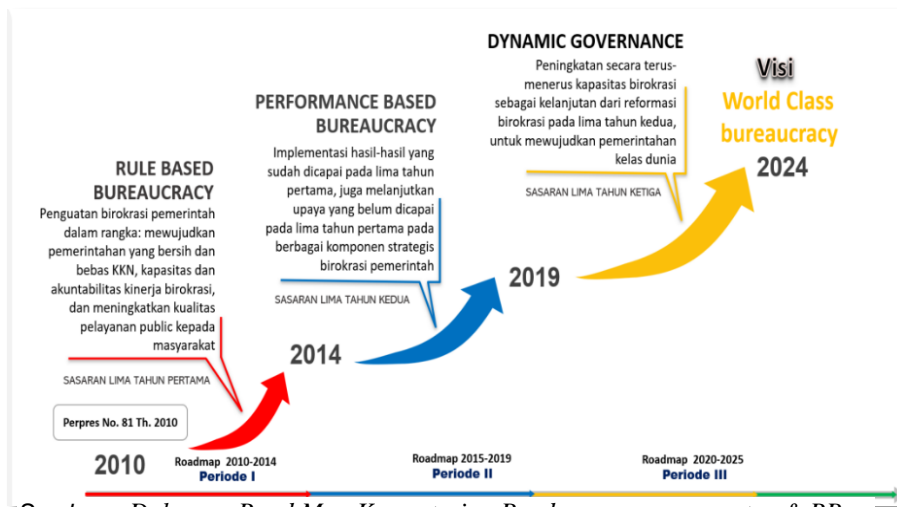 DYNAMIC GOVERNANCE
Peningkatan secara terus-
menerus kapasitas birokrasi
sebagai kelanjutan dari reformasi
birokrasi pada lima tahun kedua,
untuk mewujudkan pemerintahan
kelas dunia
SASARAN LIMA TAHUN KETIGA
Visi
World Class
bureaucracy
2024
PERFORMANCE BASED
BUREAUCRACY
Implementasi hasil-hasil yang
sudah dicapai pada lima tahun
pertama, juga melanjutkan
upaya yang belum dicapai
pada lima tahun pertama pada
berbagai komponen strategis
birokrasi pemerintah
SASARAN LIMA TAHUN KEDUA
2019
RULE BASED
BUREAUCRACY
Penguatan birokrasi pemerintah
dalam rangka: mewujudkan
pemerintahan yang bersih dan
bebas KKN, kapasitas dan
akuntabilitas kinerja birokrasi,
dan meningkatkan kualitas
pelayanan public kepada
masyarakat
SASARAN LIMA TAHUN PERTAMA
2014
Perpres No. 81 Th. 2010
2010
Roadmap 2010-2014
Periode I
Roadmap 2015-2019
Periode II
Roadmap 2020-2025
Periode III